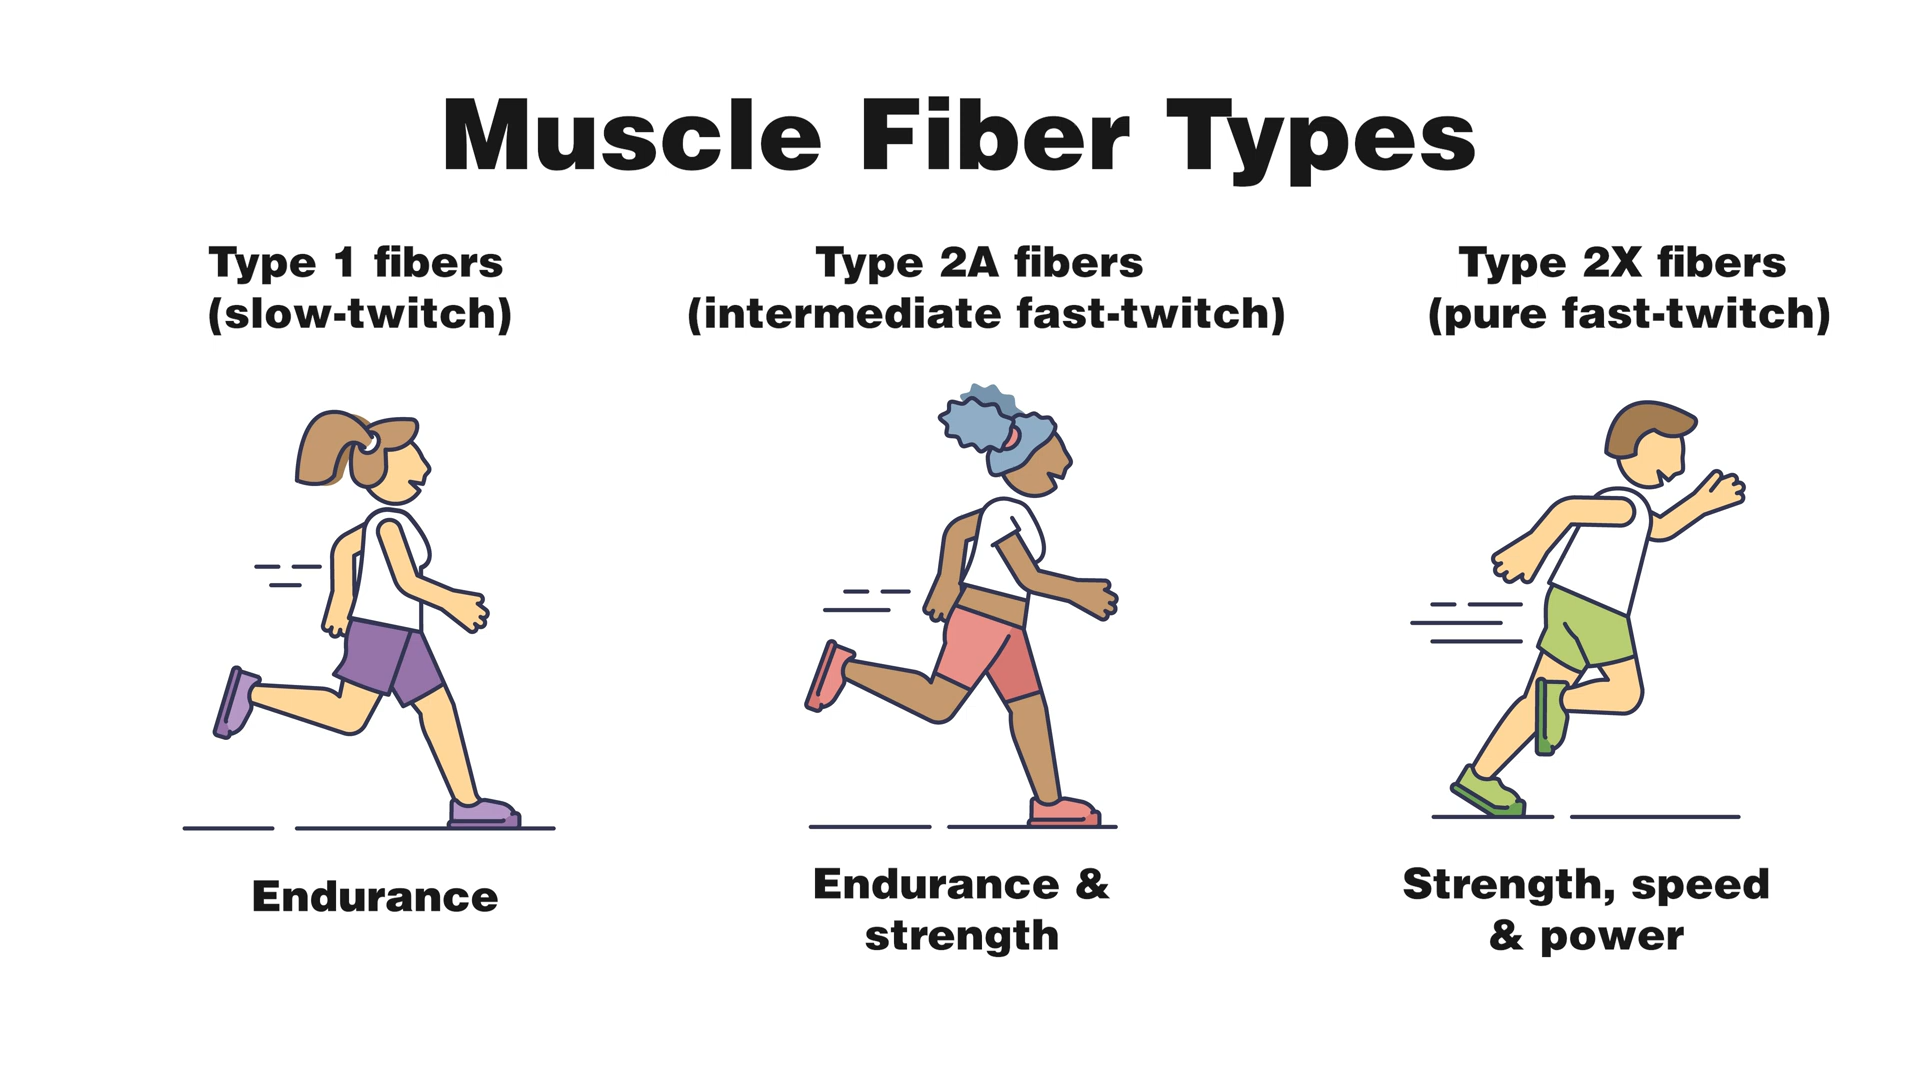 Muscle Fiber Types
Type 1 fibers
(slow-twitch)
Type 2A fibers
(intermediate fast-twitch)
Type 2X fibers
(pure fast-twitch)
Endurance
Endurance &
strength
Strength, speed
& power